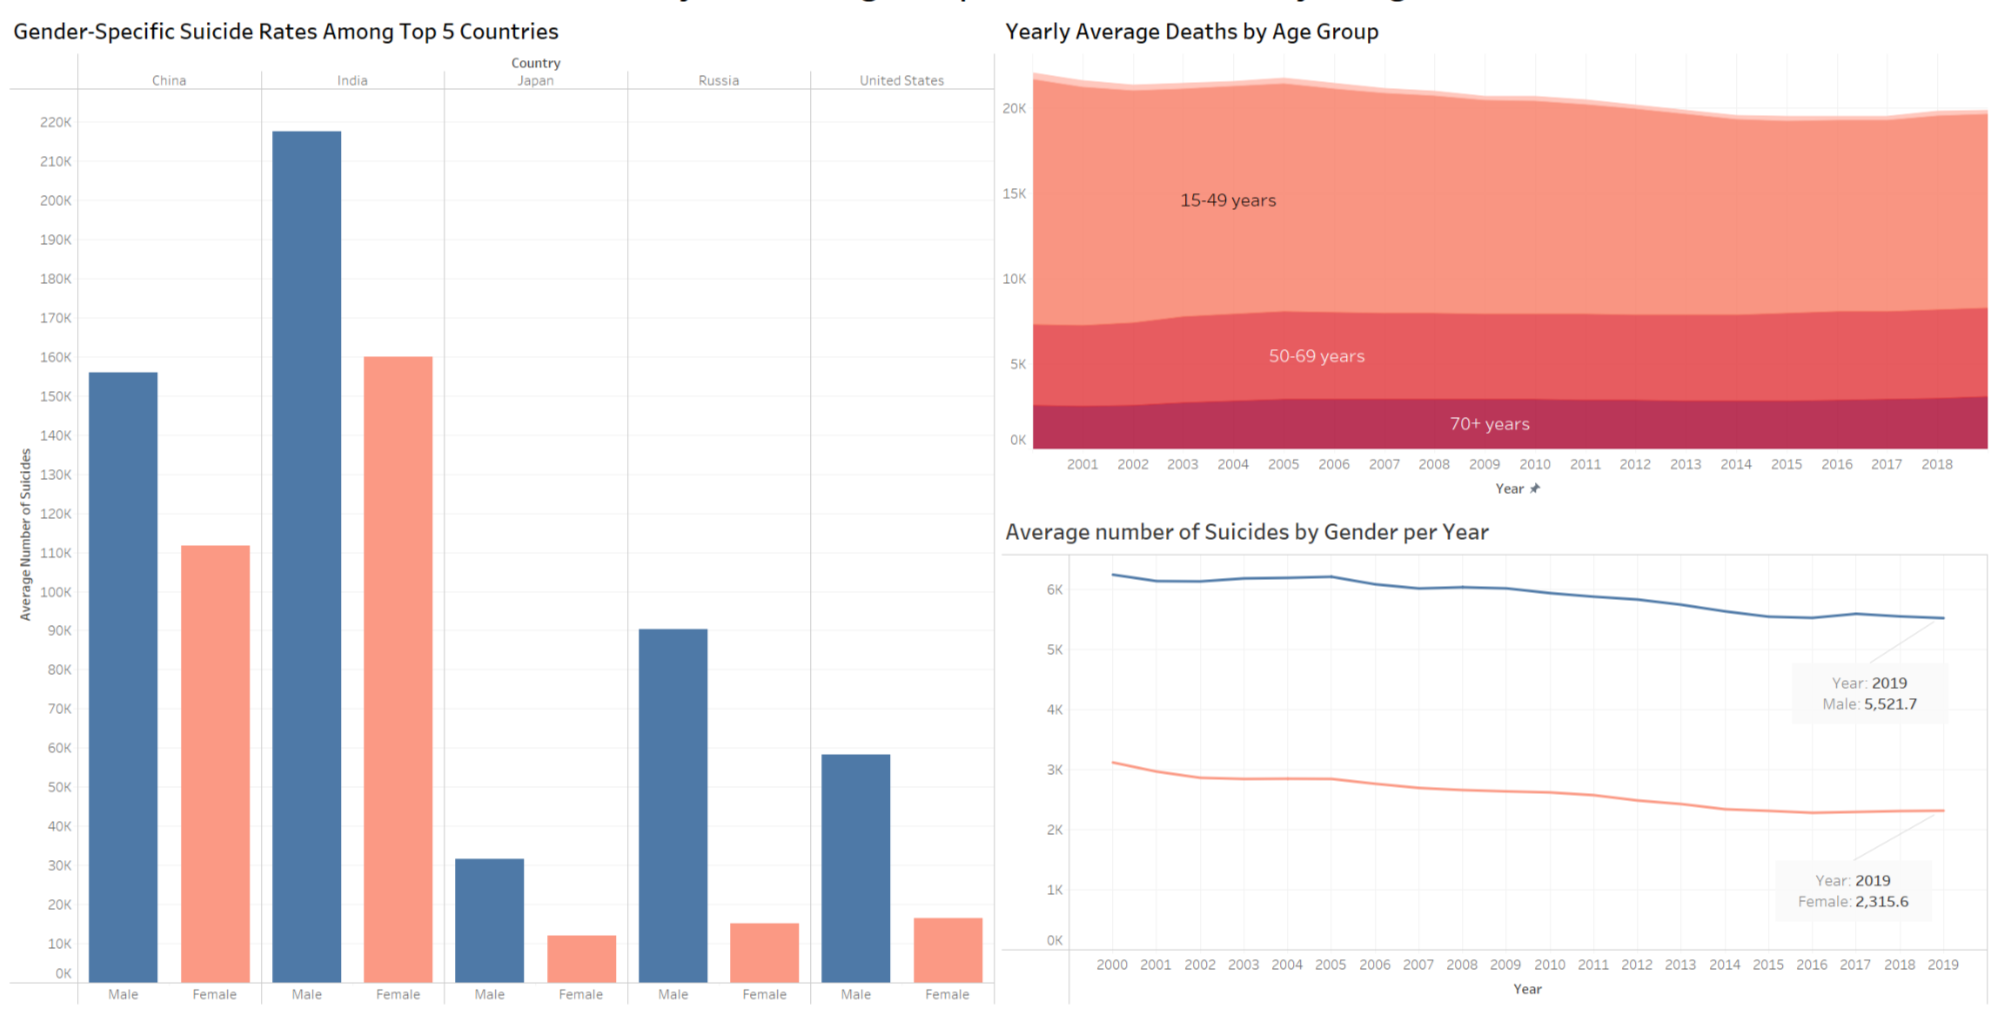 Gender-Specific Suicide Rates Among Top 5 Countries
Country
China India Japan Russia United States
Average Number of Suicides
220K
210K
200K
190K
180K
170K
160K
150K
140K
130K
120K
110K
100K
90K
80K
70K
60K
50K
40K
30K
20K
10K
0K
Male Female Male Female Male Female Male Female Male Female
Yearly Average Deaths by Age Group
20K
15K
10K
5K
0K
15-49 years
50-69 years
70+ years
2001 2002 2003 2004 2005 2006 2007 2008 2009 2010 2011 2012 2013 2014 2015 2016 2017 2018
Year
Average number of Suicides by Gender per Year
6K
5K
4K
3K
2K
1K
0K
Year: 2019
Male: 5,521.7
Year: 2019
Female: 2,315.6
2000 2001 2002 2003 2004 2005 2006 2007 2008 2009 2010 2011 2012 2013 2014 2015 2016 2017 2018 2019
Year